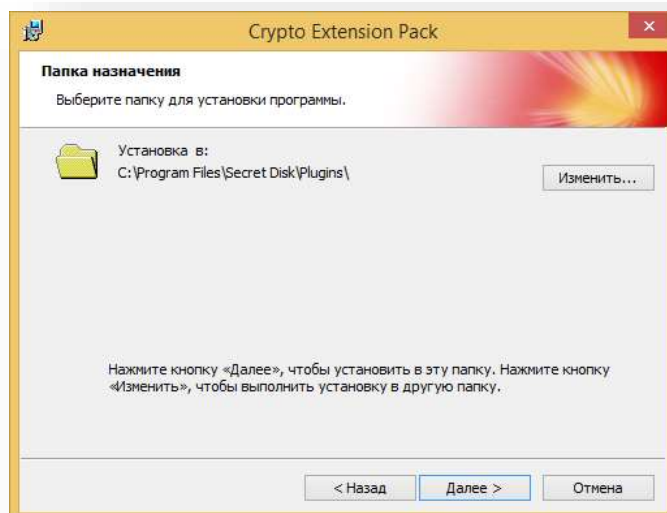 Crypto Extension Pack
Папка назначения
Выберите папку для установки программы.
Установка в:
C:\Program Files\Secret Disk\Plugins\
Изменить...
Нажмите кнопку «Далее», чтобы установить в эту папку. Нажмите кнопку
«Изменить», чтобы выполнить установку в другую папку.
< Назад
Далее >
Отмена